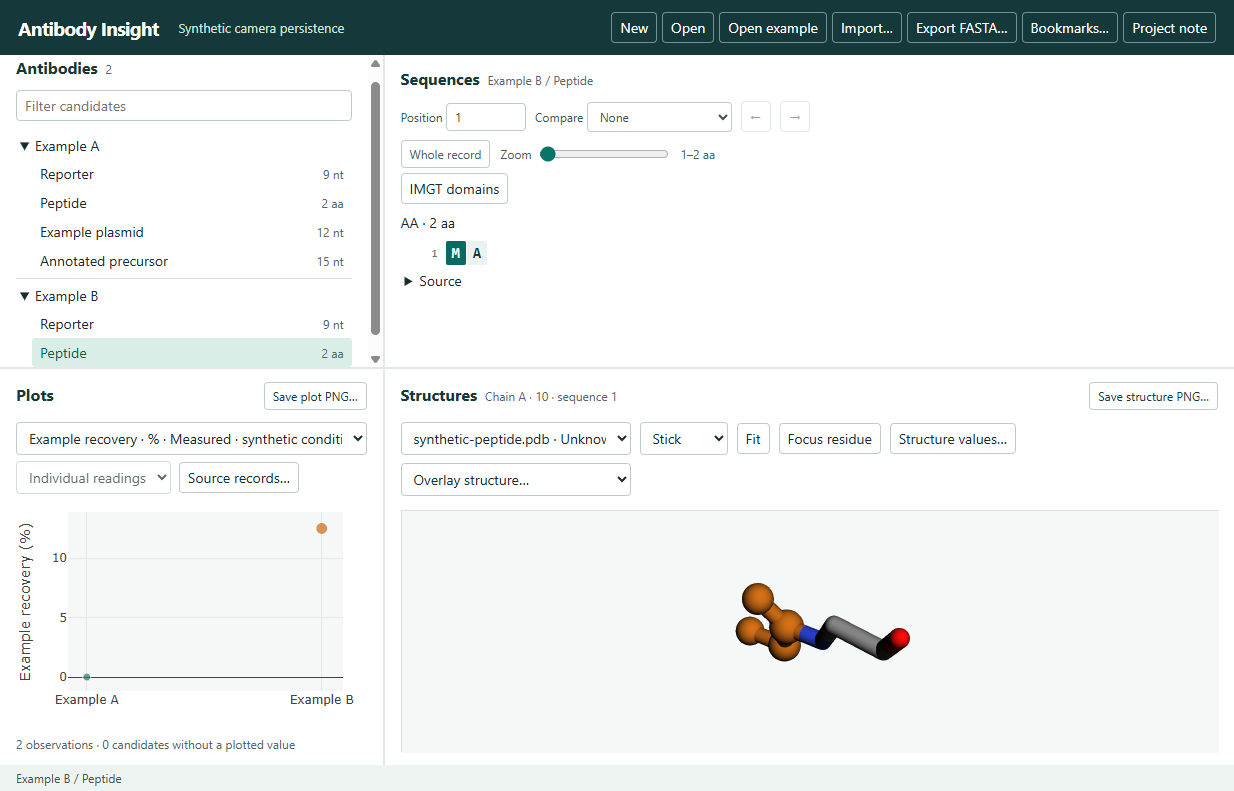 Antibody Insight Synthetic camera persistence New Open Open example Import... Export FASTA... Bookmarks... Project note
Antibodies 2
Filter candidates
▼ Example A
Reporter 9 nt
Peptide 2 aa
Example plasmid 12 nt
Annotated precursor 15 nt
▼ Example B
Reporter 9 nt
Peptide 2 aa
Sequences Example B / Peptide
Position 1 Compare None ← →
Whole record Zoom 1–2 aa
IMGT domains
AA · 2 aa
1 M A
▶ Source
Plots Save plot PNG...
Example recovery · % · Measured · synthetic conditi
Individual readings Source records...
Example recovery (%)
10
5
0
Example A Example B
2 observations · 0 candidates without a plotted value
Structures Chain A · 10 · sequence 1 Save structure PNG...
synthetic-peptide.pdb · Unknow Stick Fit Focus residue Structure values...
Overlay structure...
Example B / Peptide